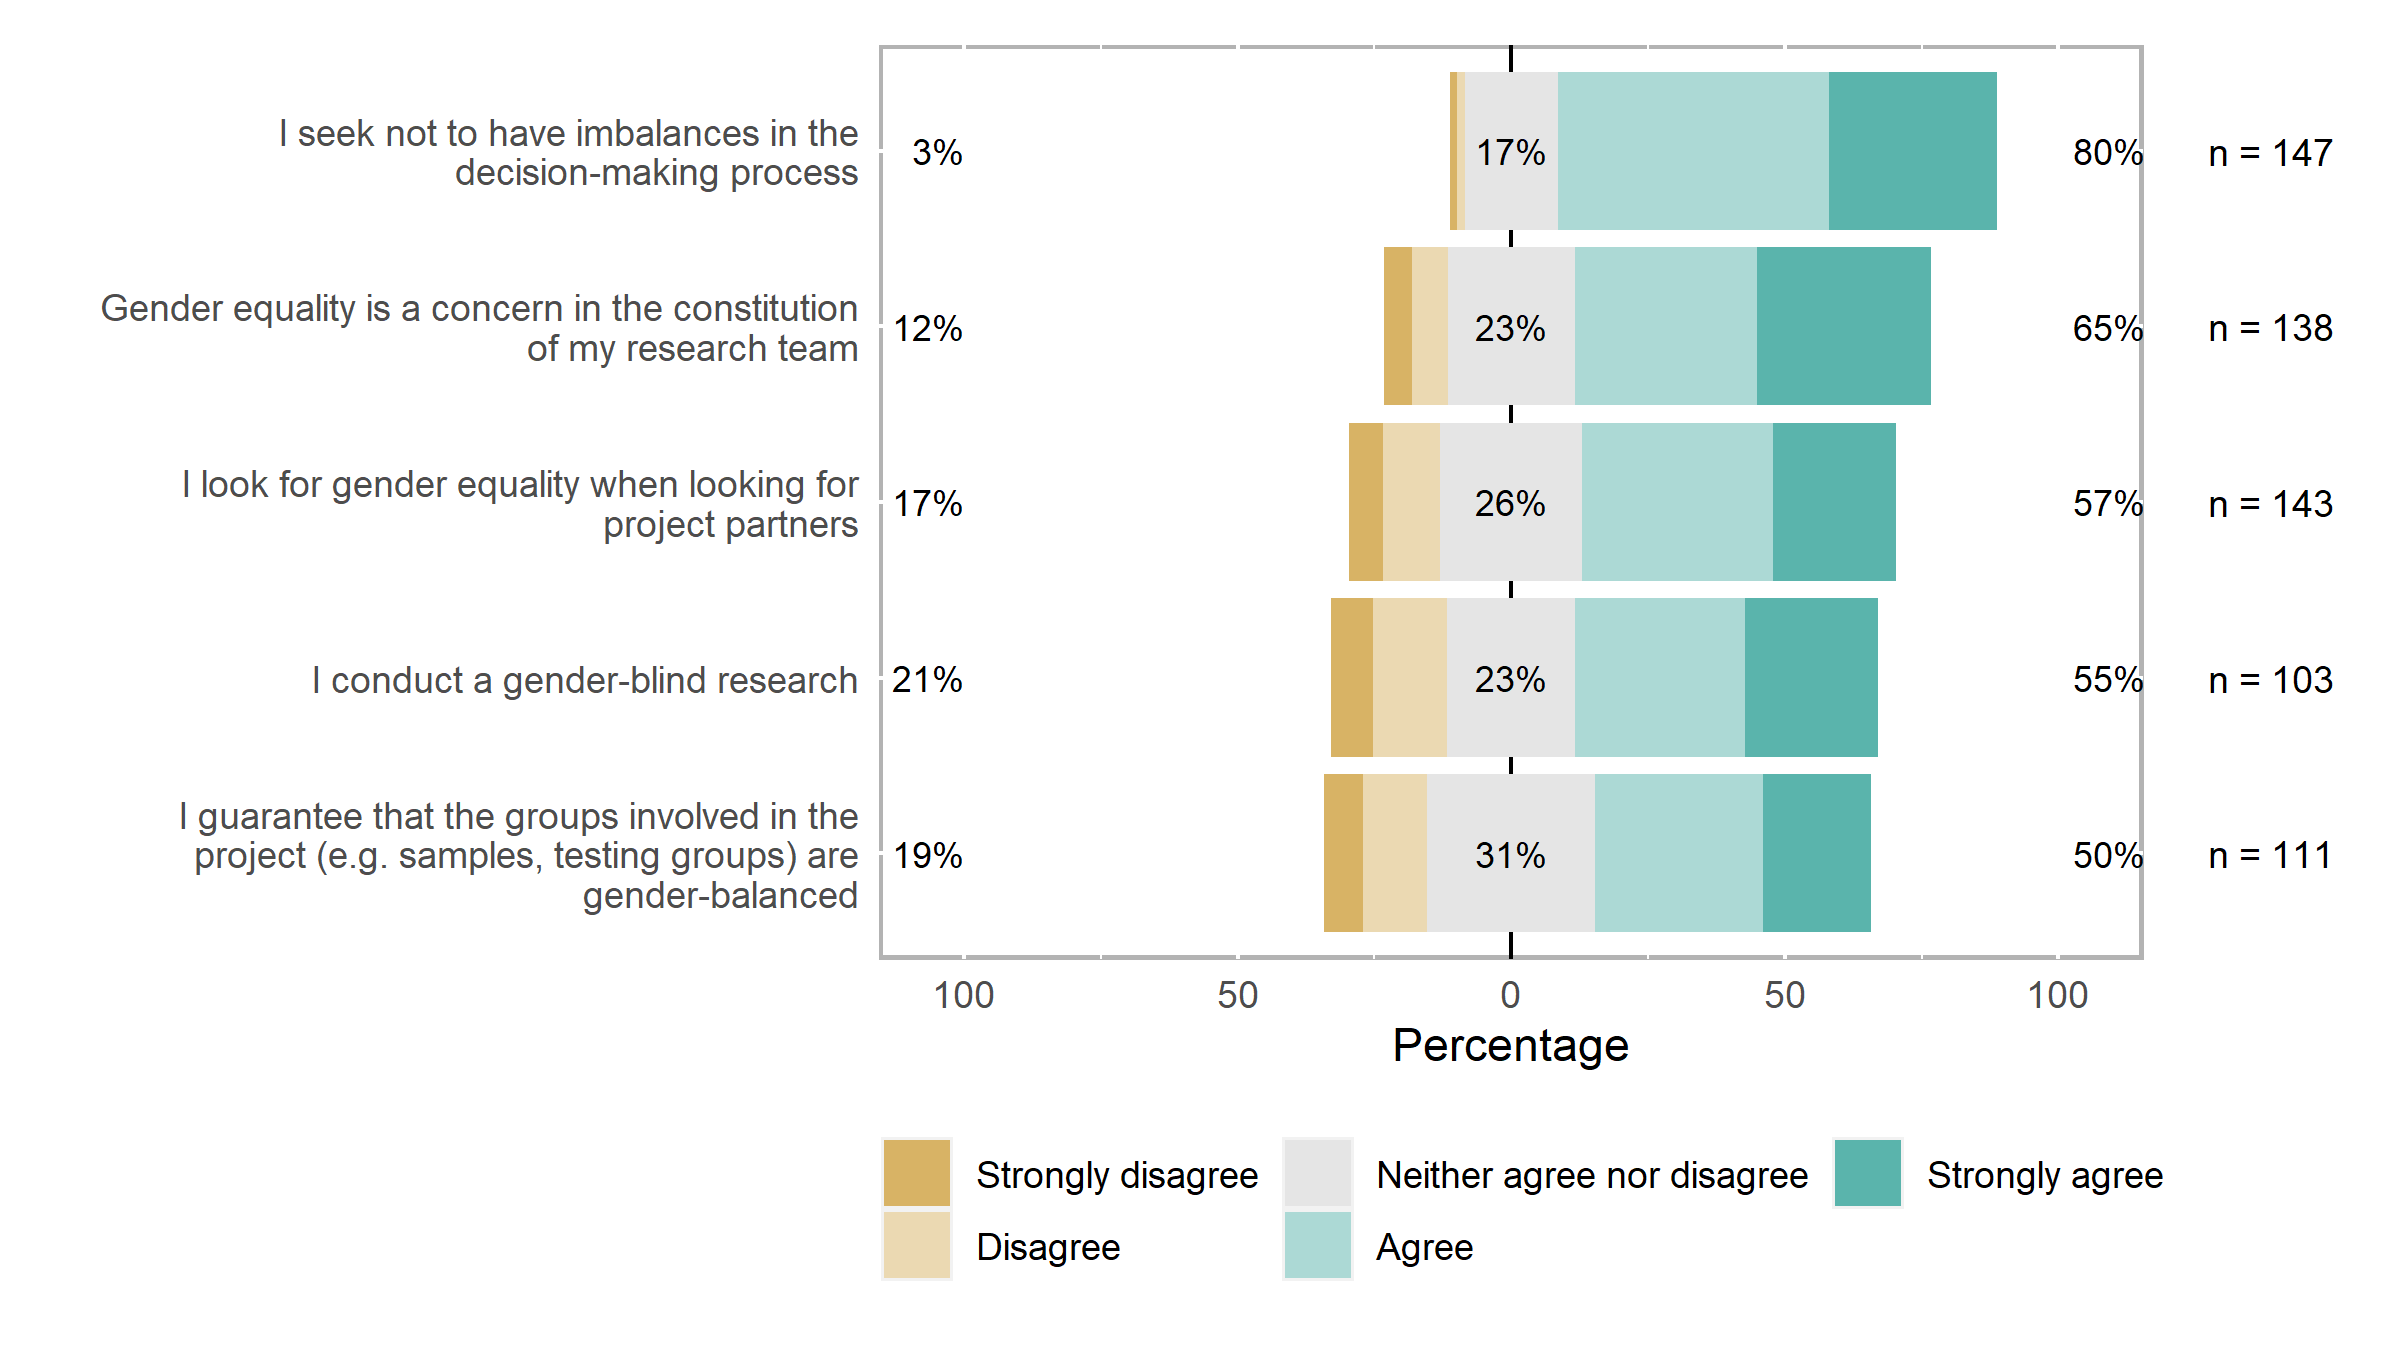 I seek not to have imbalances in the
decision-making process
3%
17%
80%
n = 147
Gender equality is a concern in the constitution
of my research team
12%
23%
65%
n = 138
I look for gender equality when looking for
project partners
17%
26%
57%
n = 143
I conduct a gender-blind research
21%
23%
55%
n = 103
I guarantee that the groups involved in the
project (e.g. samples, testing groups) are
gender-balanced
19%
31%
50%
n = 111
100 50 0 50 100
Percentage
Strongly disagree
Neither agree nor disagree
Strongly agree
Disagree
Agree